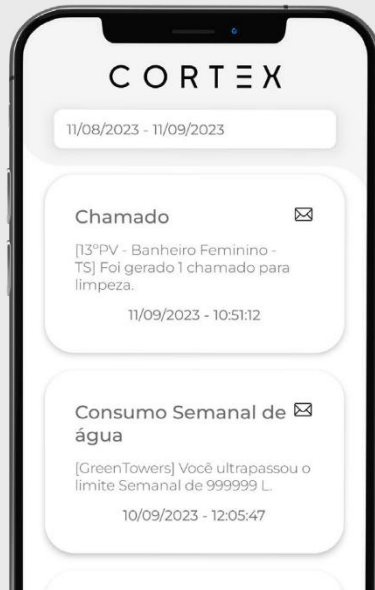 CORTEX
11/08/2023 - 11/09/2023
Chamado
[13ºPV - Banheiro Feminino -
TS] Foi gerado 1 chamado para
limpeza.
11/09/2023 - 10:51:12
Consumo Semanal de
água
[GreenTowers] Você ultrapassou o
limite Semanal de 999999 L.
10/09/2023 - 12:05:47